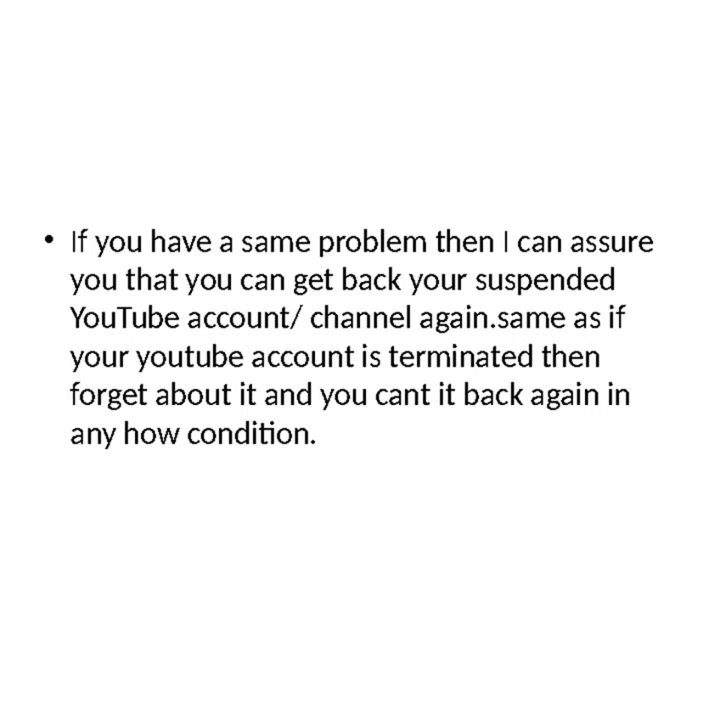 • If you have a same problem then I can assure
you that you can get back your suspended
YouTube account/ channel again.same as if
your youtube account is terminated then
forget about it and you cant it back again in
any how condition.